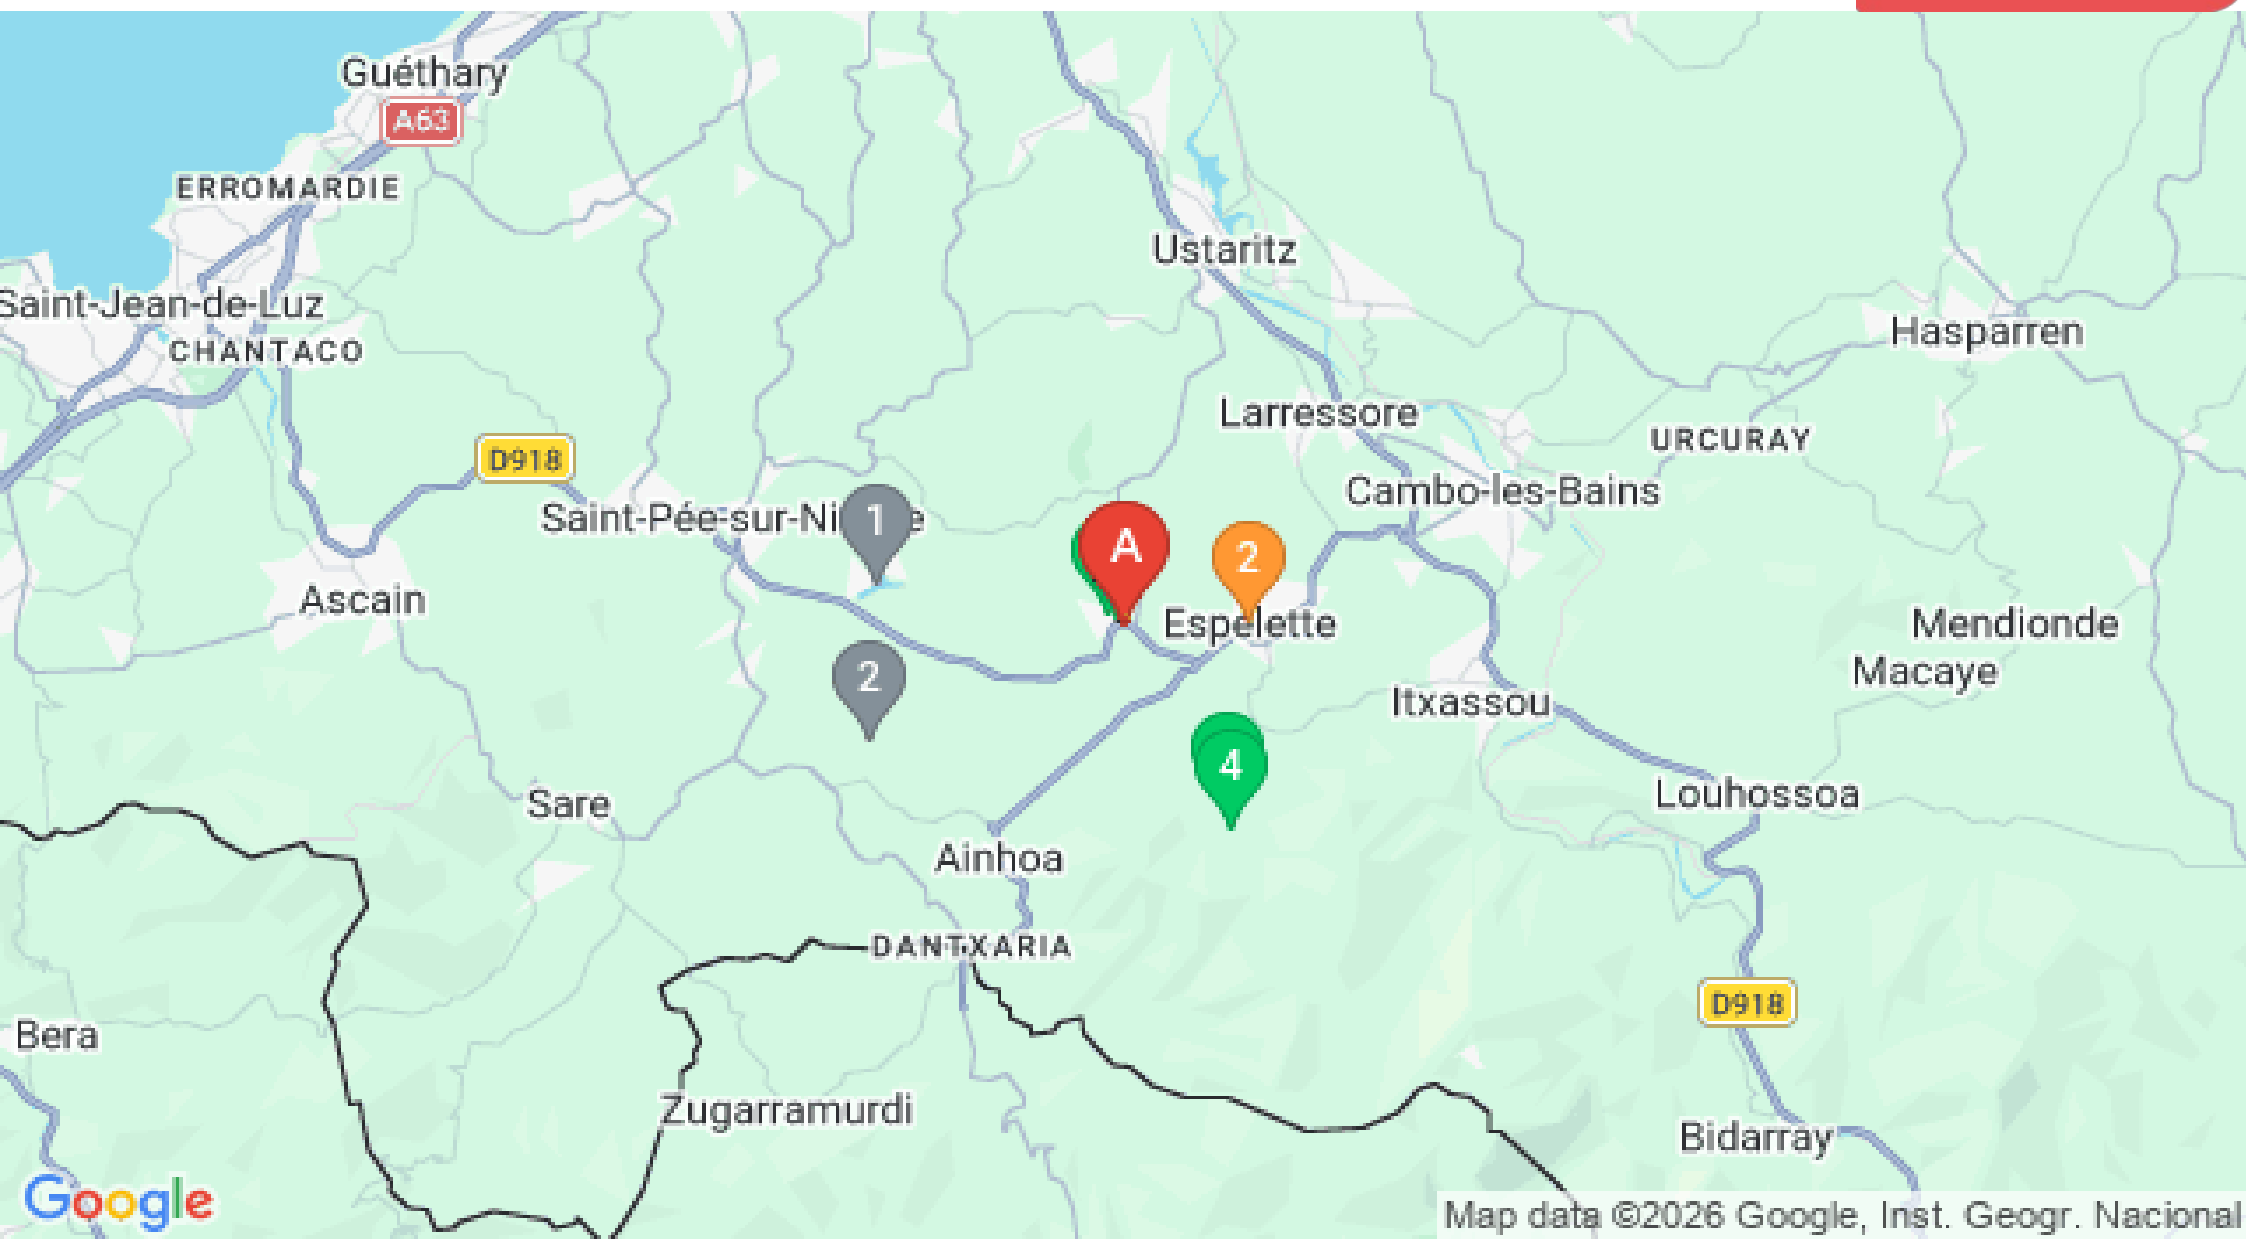 Guéthary
A63
ERROMARDIE
Ustaritz
Saint-Jean-de-Luz
CHANTACO
Hasparren
Larressore
URCURAY
D918
Cambo-les-Bains
Saint-Pée-sur-Ni
e
1
A
2
Ascain
Espelette
Mendionde
Macaye
2
Itxassou
4
Sare
Louhossoa
Ainhoa
DANTXARIA
D918
Bera
Zugarramurdi
Bidarray
Google
Map data ©2026 Google, Inst. Geogr. Nacional